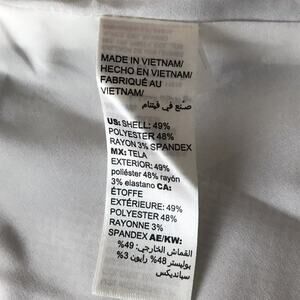 MADE IN VIETNAM/
HECHO EN VIETNAM/
FABRIQUÉ AU
VIETNAM/
صنع في فيتنام
US: SHELL: 49%
POLYESTER 48%
RAYON 3% SPANDEX
MX: TELA
EXTERIOR: 49%
poliéster 48% rayón
3% elastano CA:
ÉTOFFE
EXTÉRIEURE: 49%
POLYESTER 48%
RAYONNE 3%
SPANDEX AE/KW:
القماش الخارجي: 49%
بوليستر 48% رايون 3%
سباندكس